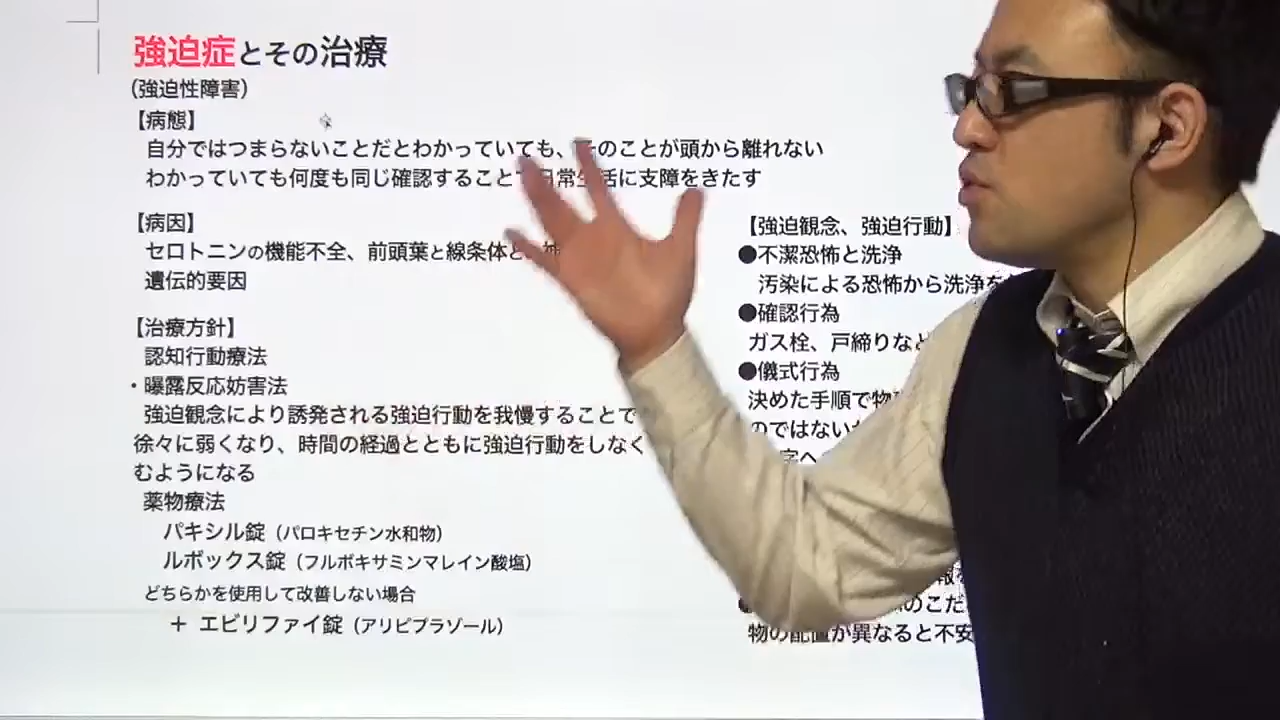 強迫症とその治療
（強迫性障害）
【病態】
自分ではつまらないことだとわかっていても、そのことが頭から離れない
わかっていても何度も同じ確認することで日常生活に支障をきたす
【病因】
セロトニンの機能不全、前頭葉と線条体と
遺伝的要因
【治療方針】
認知行動療法
・曝露反応妨害法
強迫観念により誘発される強迫行動を我慢することで
徐々に弱くなり、時間の経過とともに強迫行動をしなく
むようになる
薬物療法
パキシル錠（パロキセチン水和物）
ルボックス錠（フルボキサミンマレイン酸塩）
どちらかを使用して改善しない場合
＋ エビリファイ錠（アリピプラゾール）
【強迫観念、強迫行動】
●不潔恐怖と洗浄
汚染による恐怖から洗浄を
●確認行為
ガス栓、戸締りなど
●儀式行為
決めた手順で物
のではないか
字へ
のこだ
物の配置が異なると不安